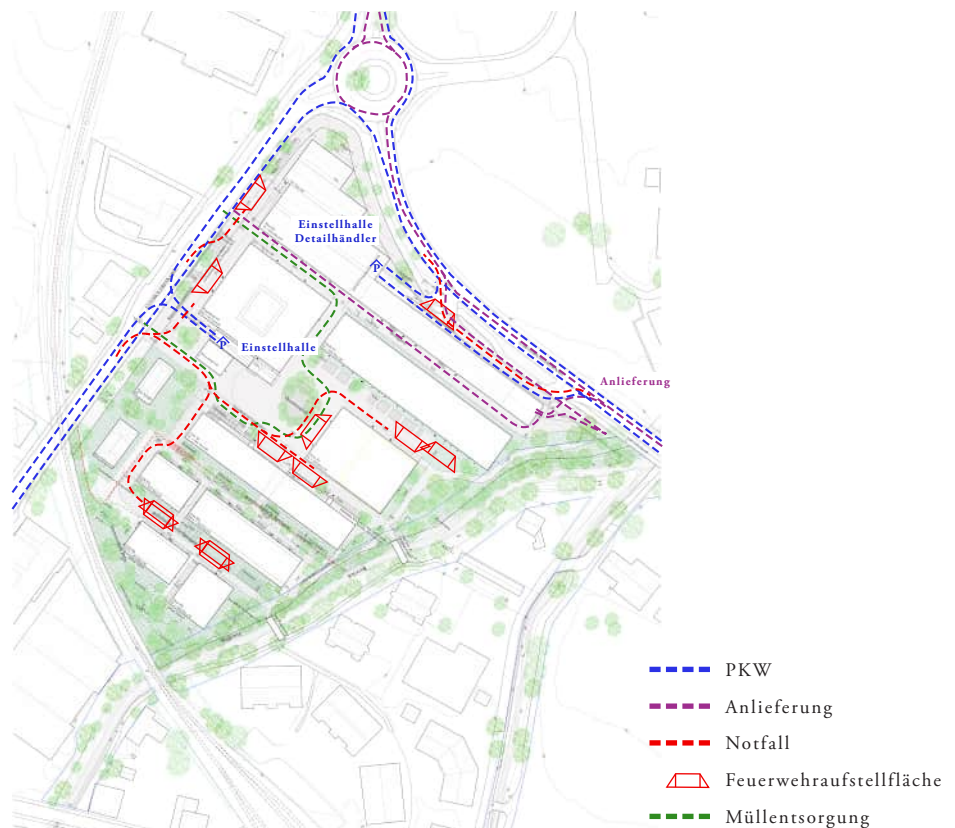 Einstellhalle
Detailhändler
P
Einstellhalle
Anlieferung
PKW
Anlieferung
Notfall
Feuerwehraufstellfläche
Müllentsorgung